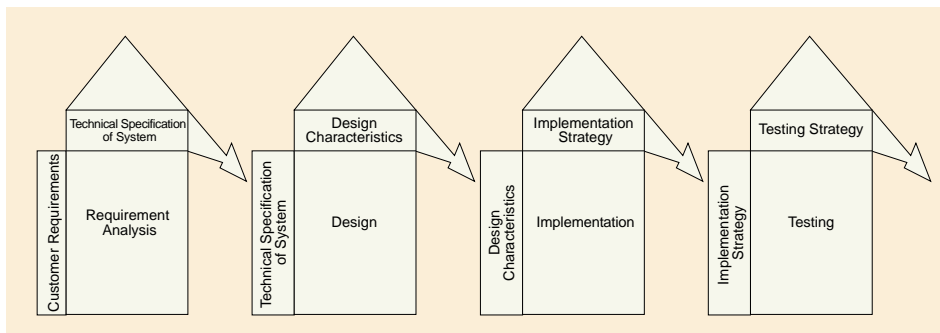 Technical Specification
of System
Customer Requirements
Requirement
Analysis
Design
Characteristics
Technical Specification
of System
Design
Implementation
Strategy
Design
Characteristics
Implementation
Testing Strategy
Implementation
Strategy
Testing